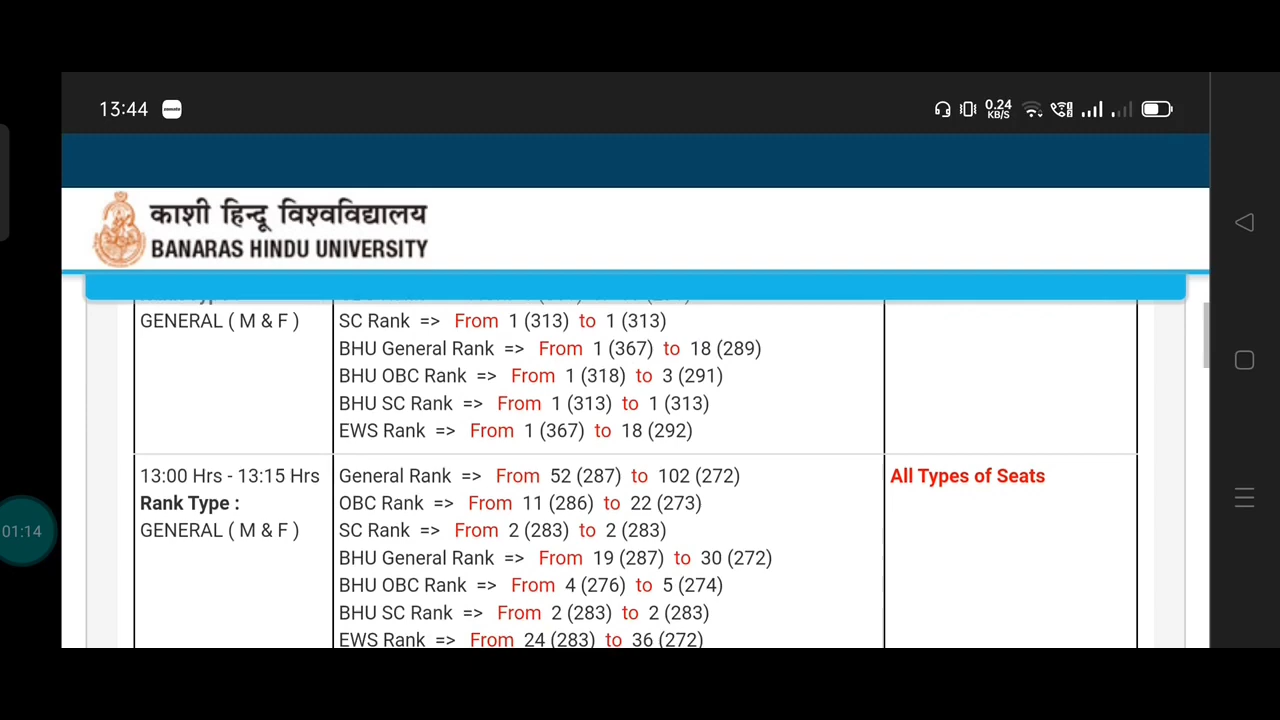 13:44
0.24
KB/S
काशी हिन्दू विश्वविद्यालय
BANARAS HINDU UNIVERSITY
GENERAL ( M & F )
SC Rank => From 1 (313) to 1 (313)
BHU General Rank => From 1 (367) to 18 (289)
BHU OBC Rank => From 1 (318) to 3 (291)
BHU SC Rank => From 1 (313) to 1 (313)
EWS Rank => From 1 (367) to 18 (292)
13:00 Hrs - 13:15 Hrs
Rank Type :
GENERAL ( M & F )
General Rank => From 52 (287) to 102 (272)
OBC Rank => From 11 (286) to 22 (273)
SC Rank => From 2 (283) to 2 (283)
BHU General Rank => From 19 (287) to 30 (272)
BHU OBC Rank => From 4 (276) to 5 (274)
BHU SC Rank => From 2 (283) to 2 (283)
EWS Rank => From 24 (283) to 36 (272)
All Types of Seats
01:14